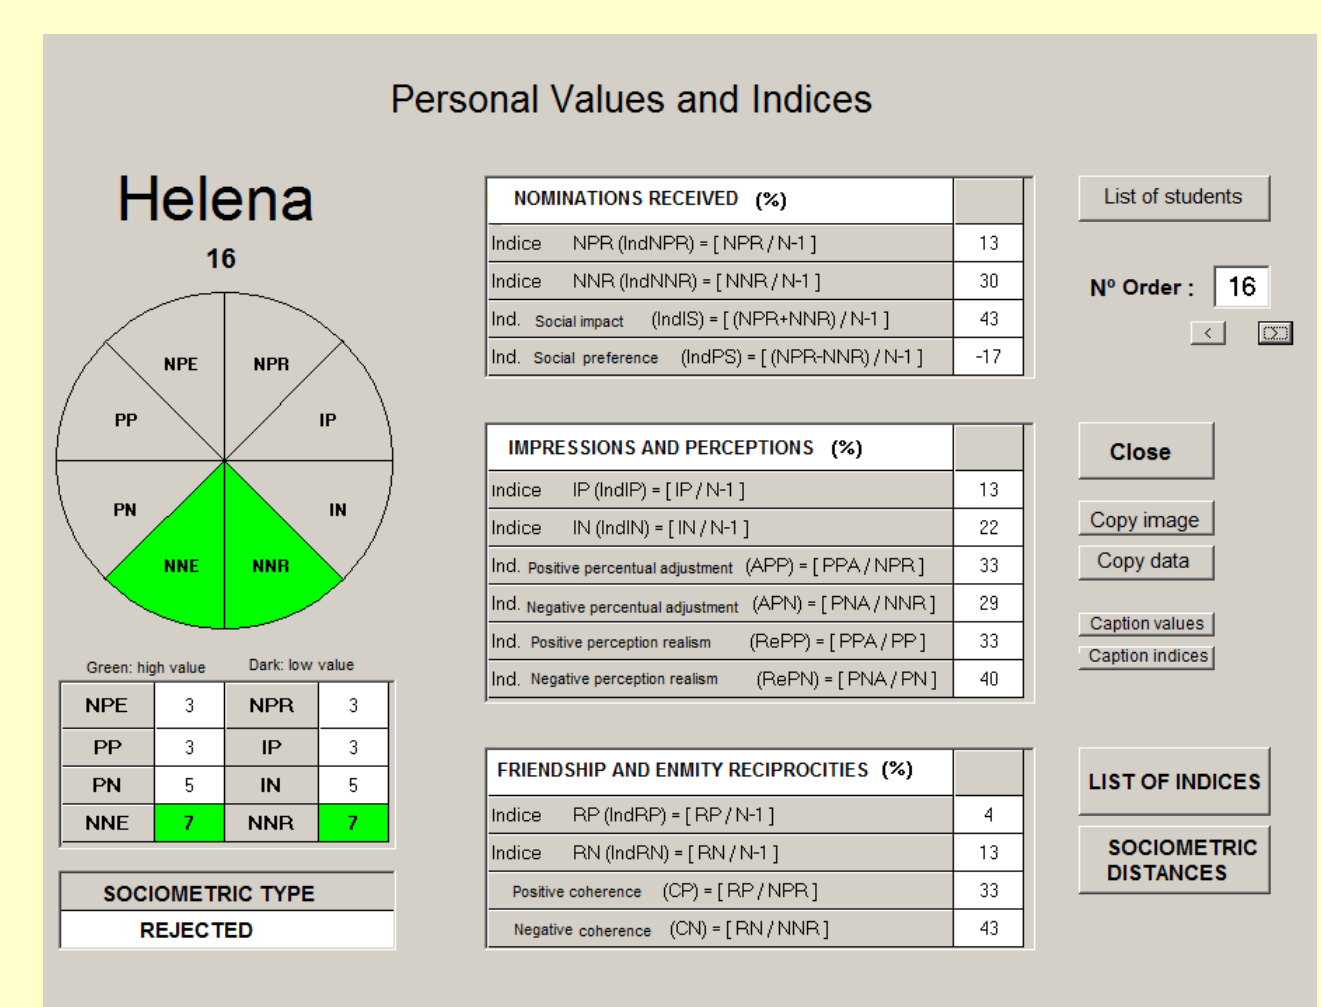 Personal Values and Indices
Helena
16
NPE
NPR
PP
IP
PN
IN
NNE
NNR
Green: high value Dark: low value
NPE 3 NPR 3
PP 3 IP 3
PN 5 IN 5
NNE 7 NNR 7
SOCIOMETRIC TYPE
REJECTED
NOMINATIONS RECEIVED (%)
Indice NPR (IndNPR) = [ NPR / N-1 ] 13
Indice NNR (IndNNR) = [ NNR / N-1 ] 30
Ind. Social impact (IndIS) = [ (NPR+NNR) / N-1 ] 43
Ind. Social preference (IndPS) = [ (NPR-NNR) / N-1 ] -17
IMPRESSIONS AND PERCEPTIONS (%)
Indice IP (IndIP) = [ IP / N-1 ] 13
Indice IN (IndIN) = [ IN / N-1 ] 22
Ind. Positive percentual adjustment (APP) = [ PPA / NPR ] 33
Ind. Negative percentual adjustment (APN) = [ PNA / NNR ] 29
Ind. Positive perception realism (RePP) = [ PPA / PP ] 33
Ind. Negative perception realism (RePN) = [ PNA / PN ] 40
FRIENDSHIP AND ENMITY RECIPROCITIES (%)
Indice RP (IndRP) = [ RP / N-1 ] 4
Indice RN (IndRN) = [ RN / N-1 ] 13
Positive coherence (CP) = [ RP / NPR ] 33
Negative coherence (CN) = [ RN / NNR ] 43
List of students
Nº Order : 16
< >
Close
Copy image
Copy data
Caption values
Caption indices
LIST OF INDICES
SOCIOMETRIC
DISTANCES